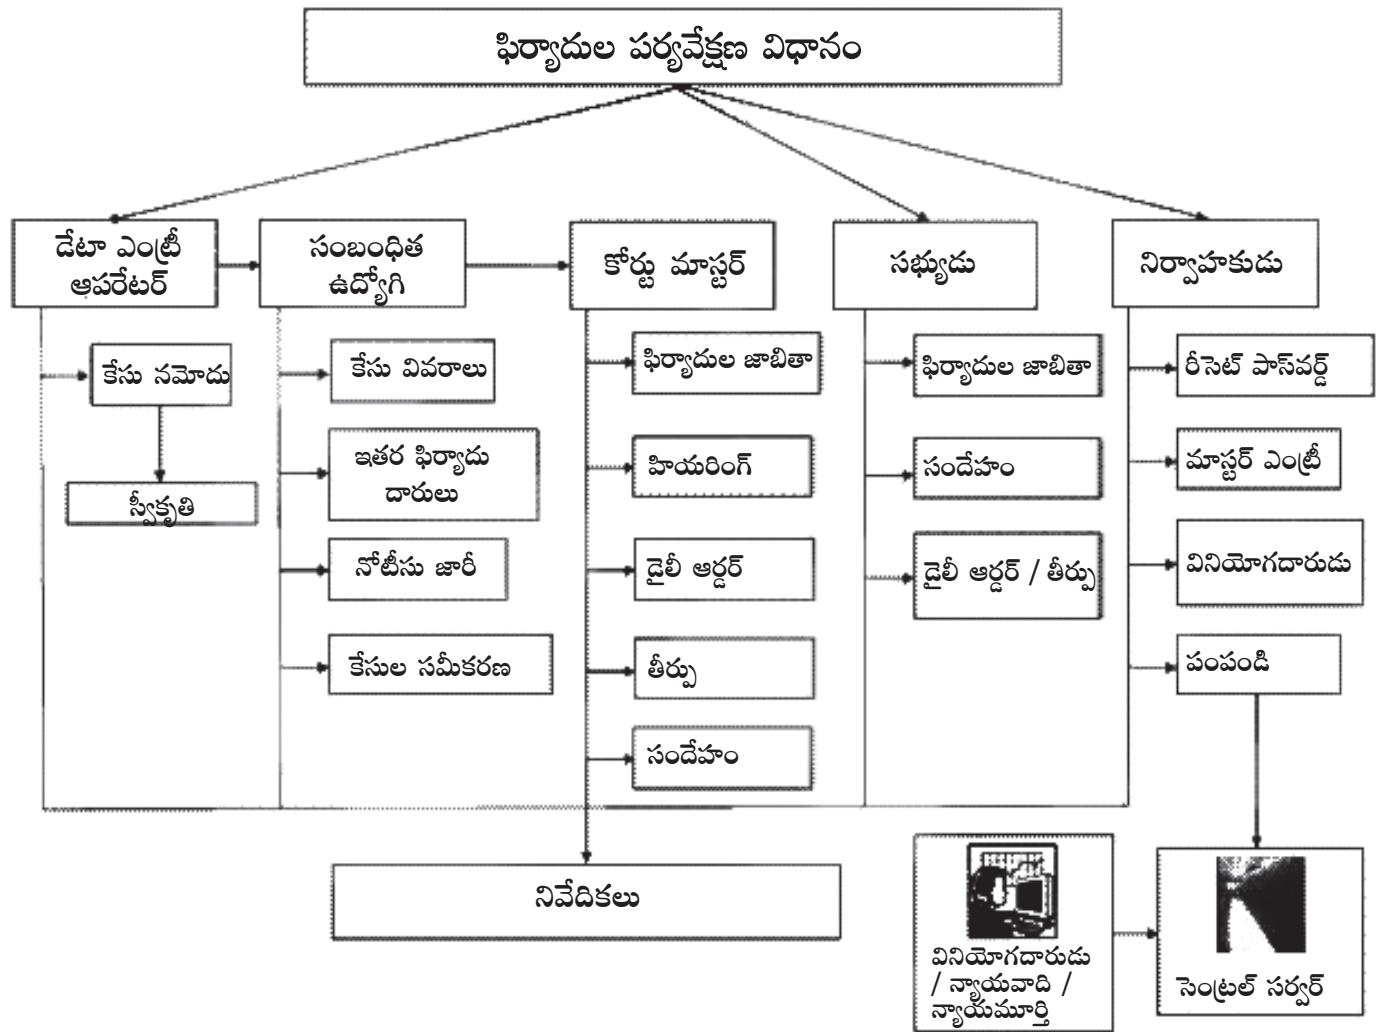 ఫిర్యాదుల పర్యవేక్షణ విధానం
డేటా ఎంట్రీ
ఆపరేటర్
సంబంధిత
ఉద్యోగి
కోర్టు మాస్టర్
సభ్యుడు
నిర్వాహకుడు
కేసు నమోదు
స్వీకృతి
కేసు వివరాలు
ఇతర ఫిర్యాదు
దారులు
నోటీసు జారీ
కేసుల సమీకరణ
ఫిర్యాదుల జాబితా
హియరింగ్
డైలీ ఆర్డర్
తీర్పు
సందేహం
ఫిర్యాదుల జాబితా
సందేహం
డైలీ ఆర్డర్ / తీర్పు
రీసెట్ పాస్‌వర్డ్
మాస్టర్ ఎంట్రీ
వినియోగదారుడు
పంపండి
నివేదికలు
వినియోగదారుడు
/ న్యాయవాది /
న్యాయమూర్తి
సెంట్రల్ సర్వర్